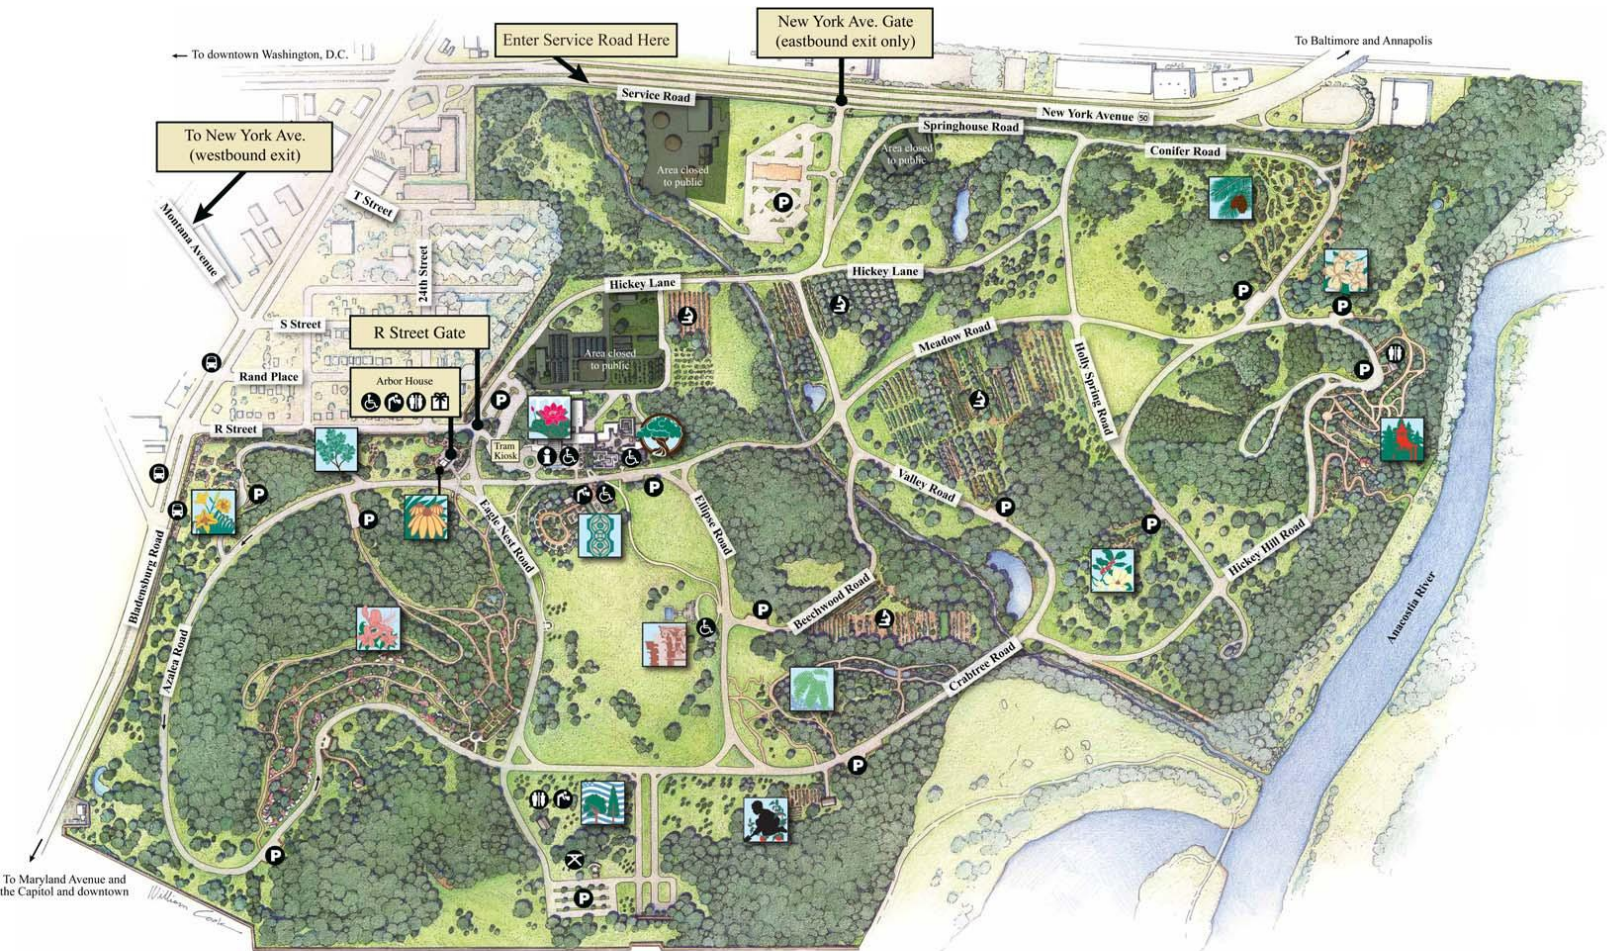 New York Ave. Gate
(eastbound exit only)
Enter Service Road Here
← To downtown Washington, D.C.
To Baltimore and Annapolis
Service Road
New York Avenue 50
Springhouse Road
To New York Ave.
(westbound exit)
Area closed
to public
Conifer Road
Area closed
to public
P
T Street
Montana Avenue
24th Street
Hickey Lane
Hickey Lane
P
P
S Street
R Street Gate
Meadow Road
Holly Spring Road
Area closed
to public
P
Rand Place
Arbor House
P
R Street
Tram
Kiosk
i
P
P
P
Valley Road
P
P
Eagle Nest Road
Ellipse Road
Hickey Hill Road
Bladensburg Road
Beechwood Road
P
Anacostia River
Azalea Road
Crabtree Road
P
P
P
To Maryland Avenue and
the Capitol and downtown
William Cook